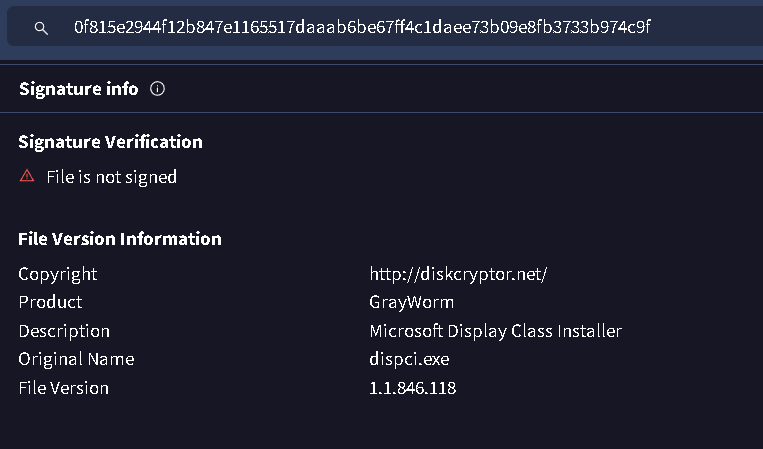 0f815e2944f12b847e1165517daaab6be67ff4c1daee73b09e8fb3733b974c9f
Signature info
Signature Verification
File is not signed
File Version Information
Copyright http://diskcryptor.net/
Product GrayWorm
Description Microsoft Display Class Installer
Original Name dispci.exe
File Version 1.1.846.118